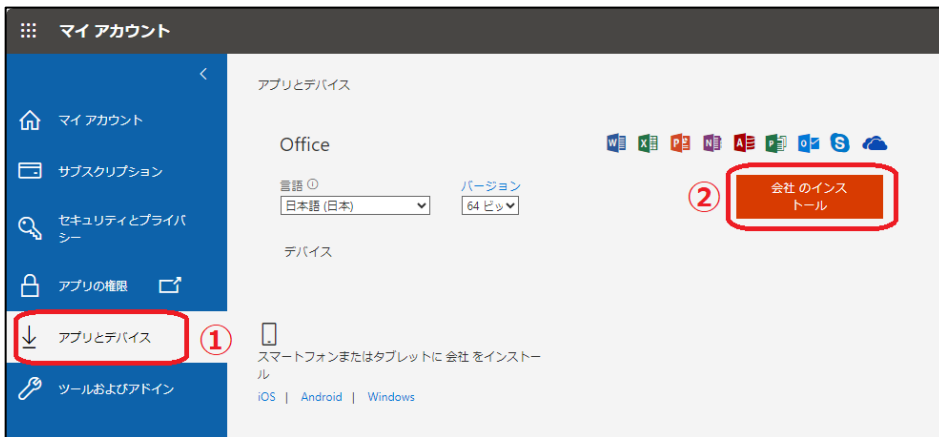 マイ アカウント
アプリとデバイス
マイ アカウント
サブスクリプション
セキュリティとプライバ
シー
アプリの権限
アプリとデバイス
①
ツールおよびアドイン
Office
言語
バージョン
日本語 (日本)
64 ビッ
②
会社 のインス
トール
デバイス
スマートフォンまたはタブレットに 会社 をインストー
ル
iOS | Android | Windows